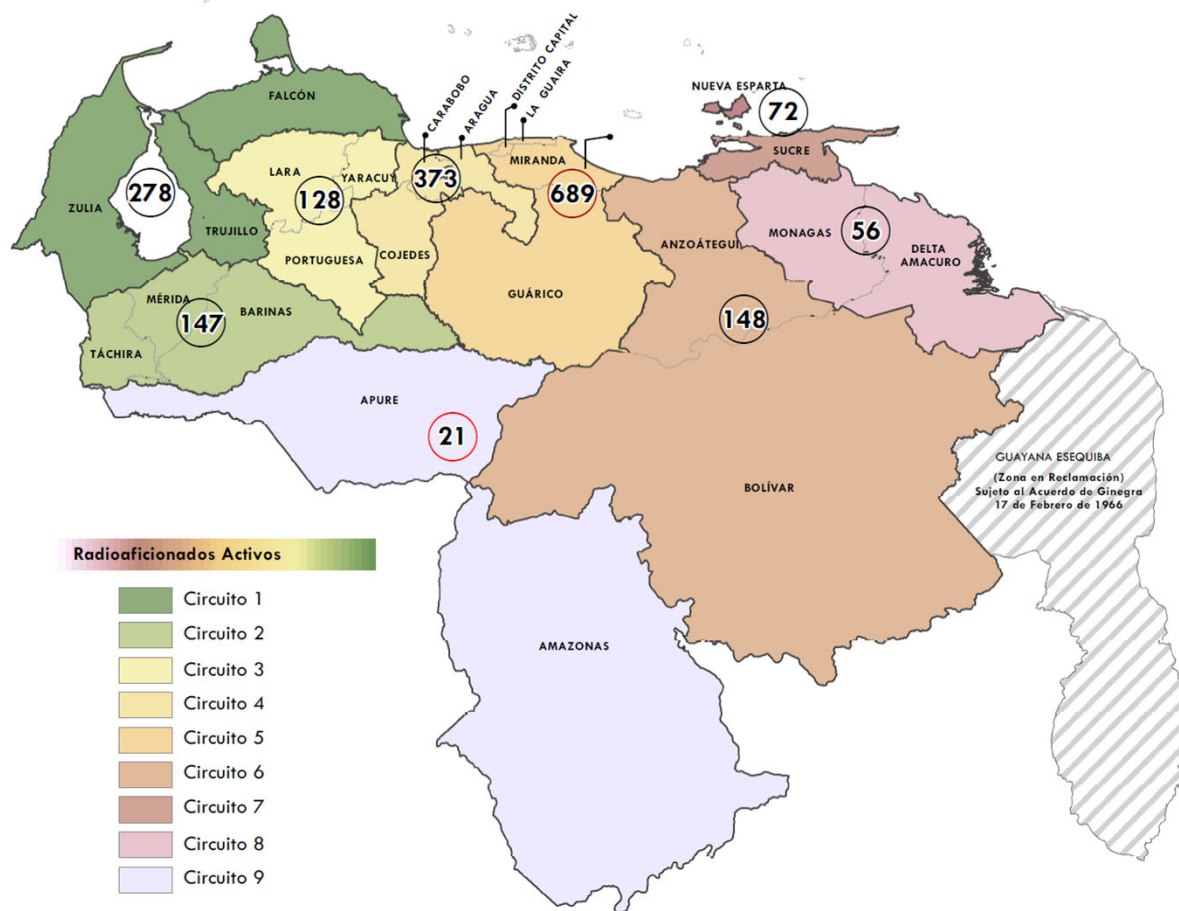 DISTRITO CAPITAL
LA GUAIRA
CARABOBO
ARAGUA
NUEVA ESPARTA
72
FALCÓN
SUCRE
MIRANDA
LARA
YARACUY
373
278
128
689
ZULIA
TRUJILLO
MONAGAS
56
DELTA
AMACURO
ANZOÁTEGUI
COJEDES
PORTUGUESA
GUÁRICO
MÉRIDA
BARINAS
147
148
TÁCHIRA
APURE
21
GUAYANA ESEQUIBA
(Zona en Reclamación)
Sujeto al Acuerdo de Ginegra
17 de Febrero de 1966
BOLÍVAR
AMAZONAS
Radioaficionados Activos
Circuito 1
Circuito 2
Circuito 3
Circuito 4
Circuito 5
Circuito 6
Circuito 7
Circuito 8
Circuito 9